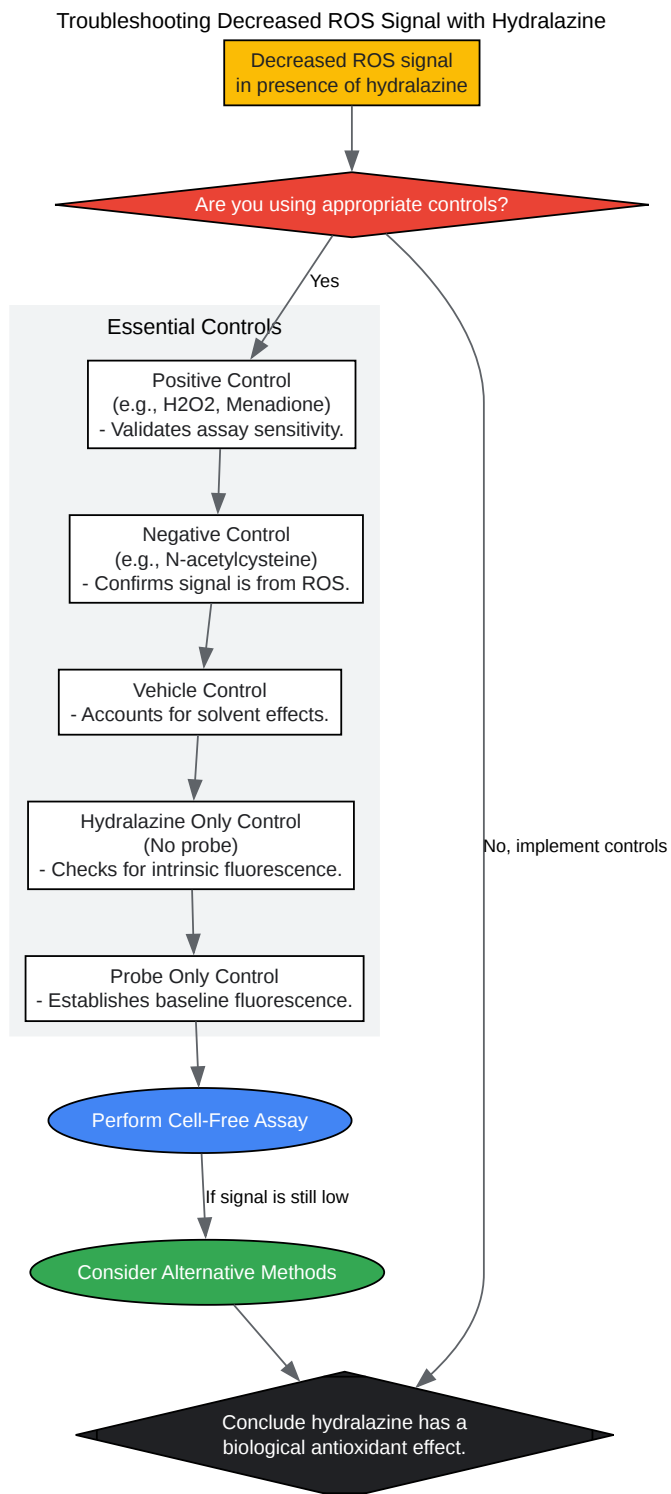 Troubleshooting Decreased ROS Signal with Hydralazine
Decreased ROS signal
in presence of hydralazine
Are you using appropriate controls?
Yes
Essential Controls
Positive Control
(e.g., H2O2, Menadione)
- Validates assay sensitivity.
Negative Control
(e.g., N-acetylcysteine)
- Confirms signal is from ROS.
Vehicle Control
- Accounts for solvent effects.
Hydralazine Only Control
(No probe)
- Checks for intrinsic fluorescence.
No, implement controls
Probe Only Control
- Establishes baseline fluorescence.
Perform Cell-Free Assay
If signal is still low
Consider Alternative Methods
Conclude hydralazine has a
biological antioxidant effect.